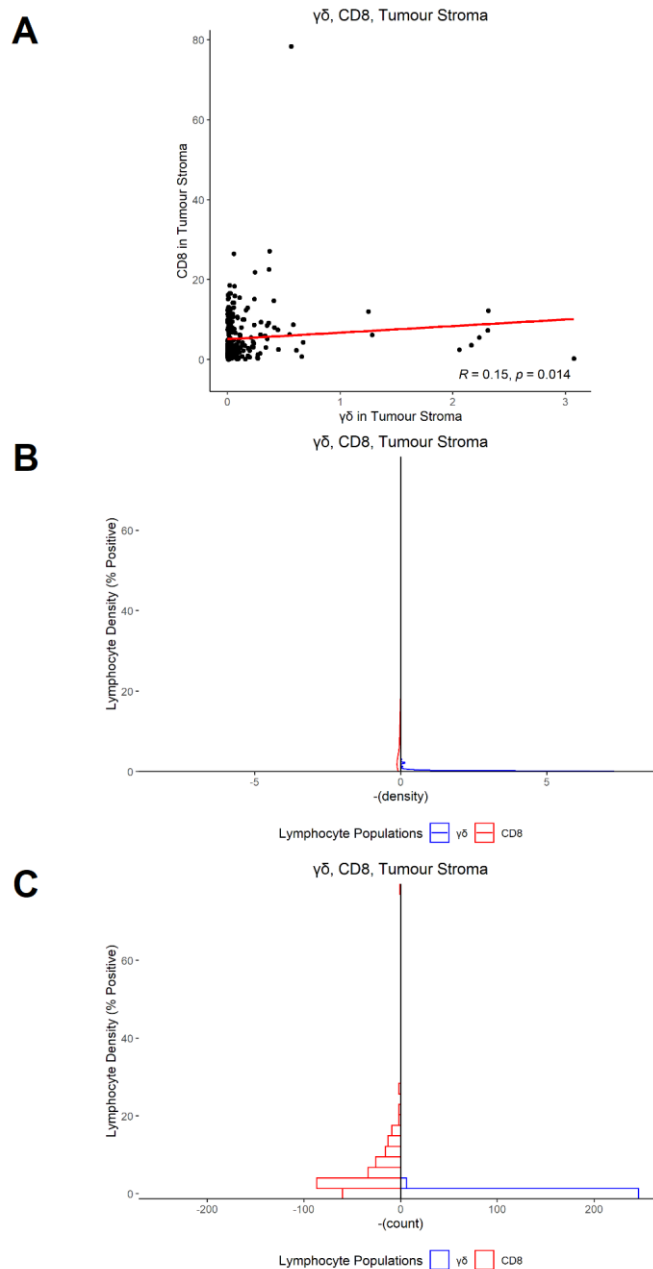 A
γδ, CD8, Tumour Stroma
80
60
40
20
0
CD8 in Tumour Stroma
R = 0.15, p = 0.014
0 1 2 3
γδ in Tumour Stroma
B
γδ, CD8, Tumour Stroma
60
40
20
0
Lymphocyte Density (% Positive)
-5 0 5
-(density)
Lymphocyte Populations γδ CD8
C
γδ, CD8, Tumour Stroma
60
40
20
0
Lymphocyte Density (% Positive)
-200 -100 0 100 200
-(count)
Lymphocyte Populations γδ CD8